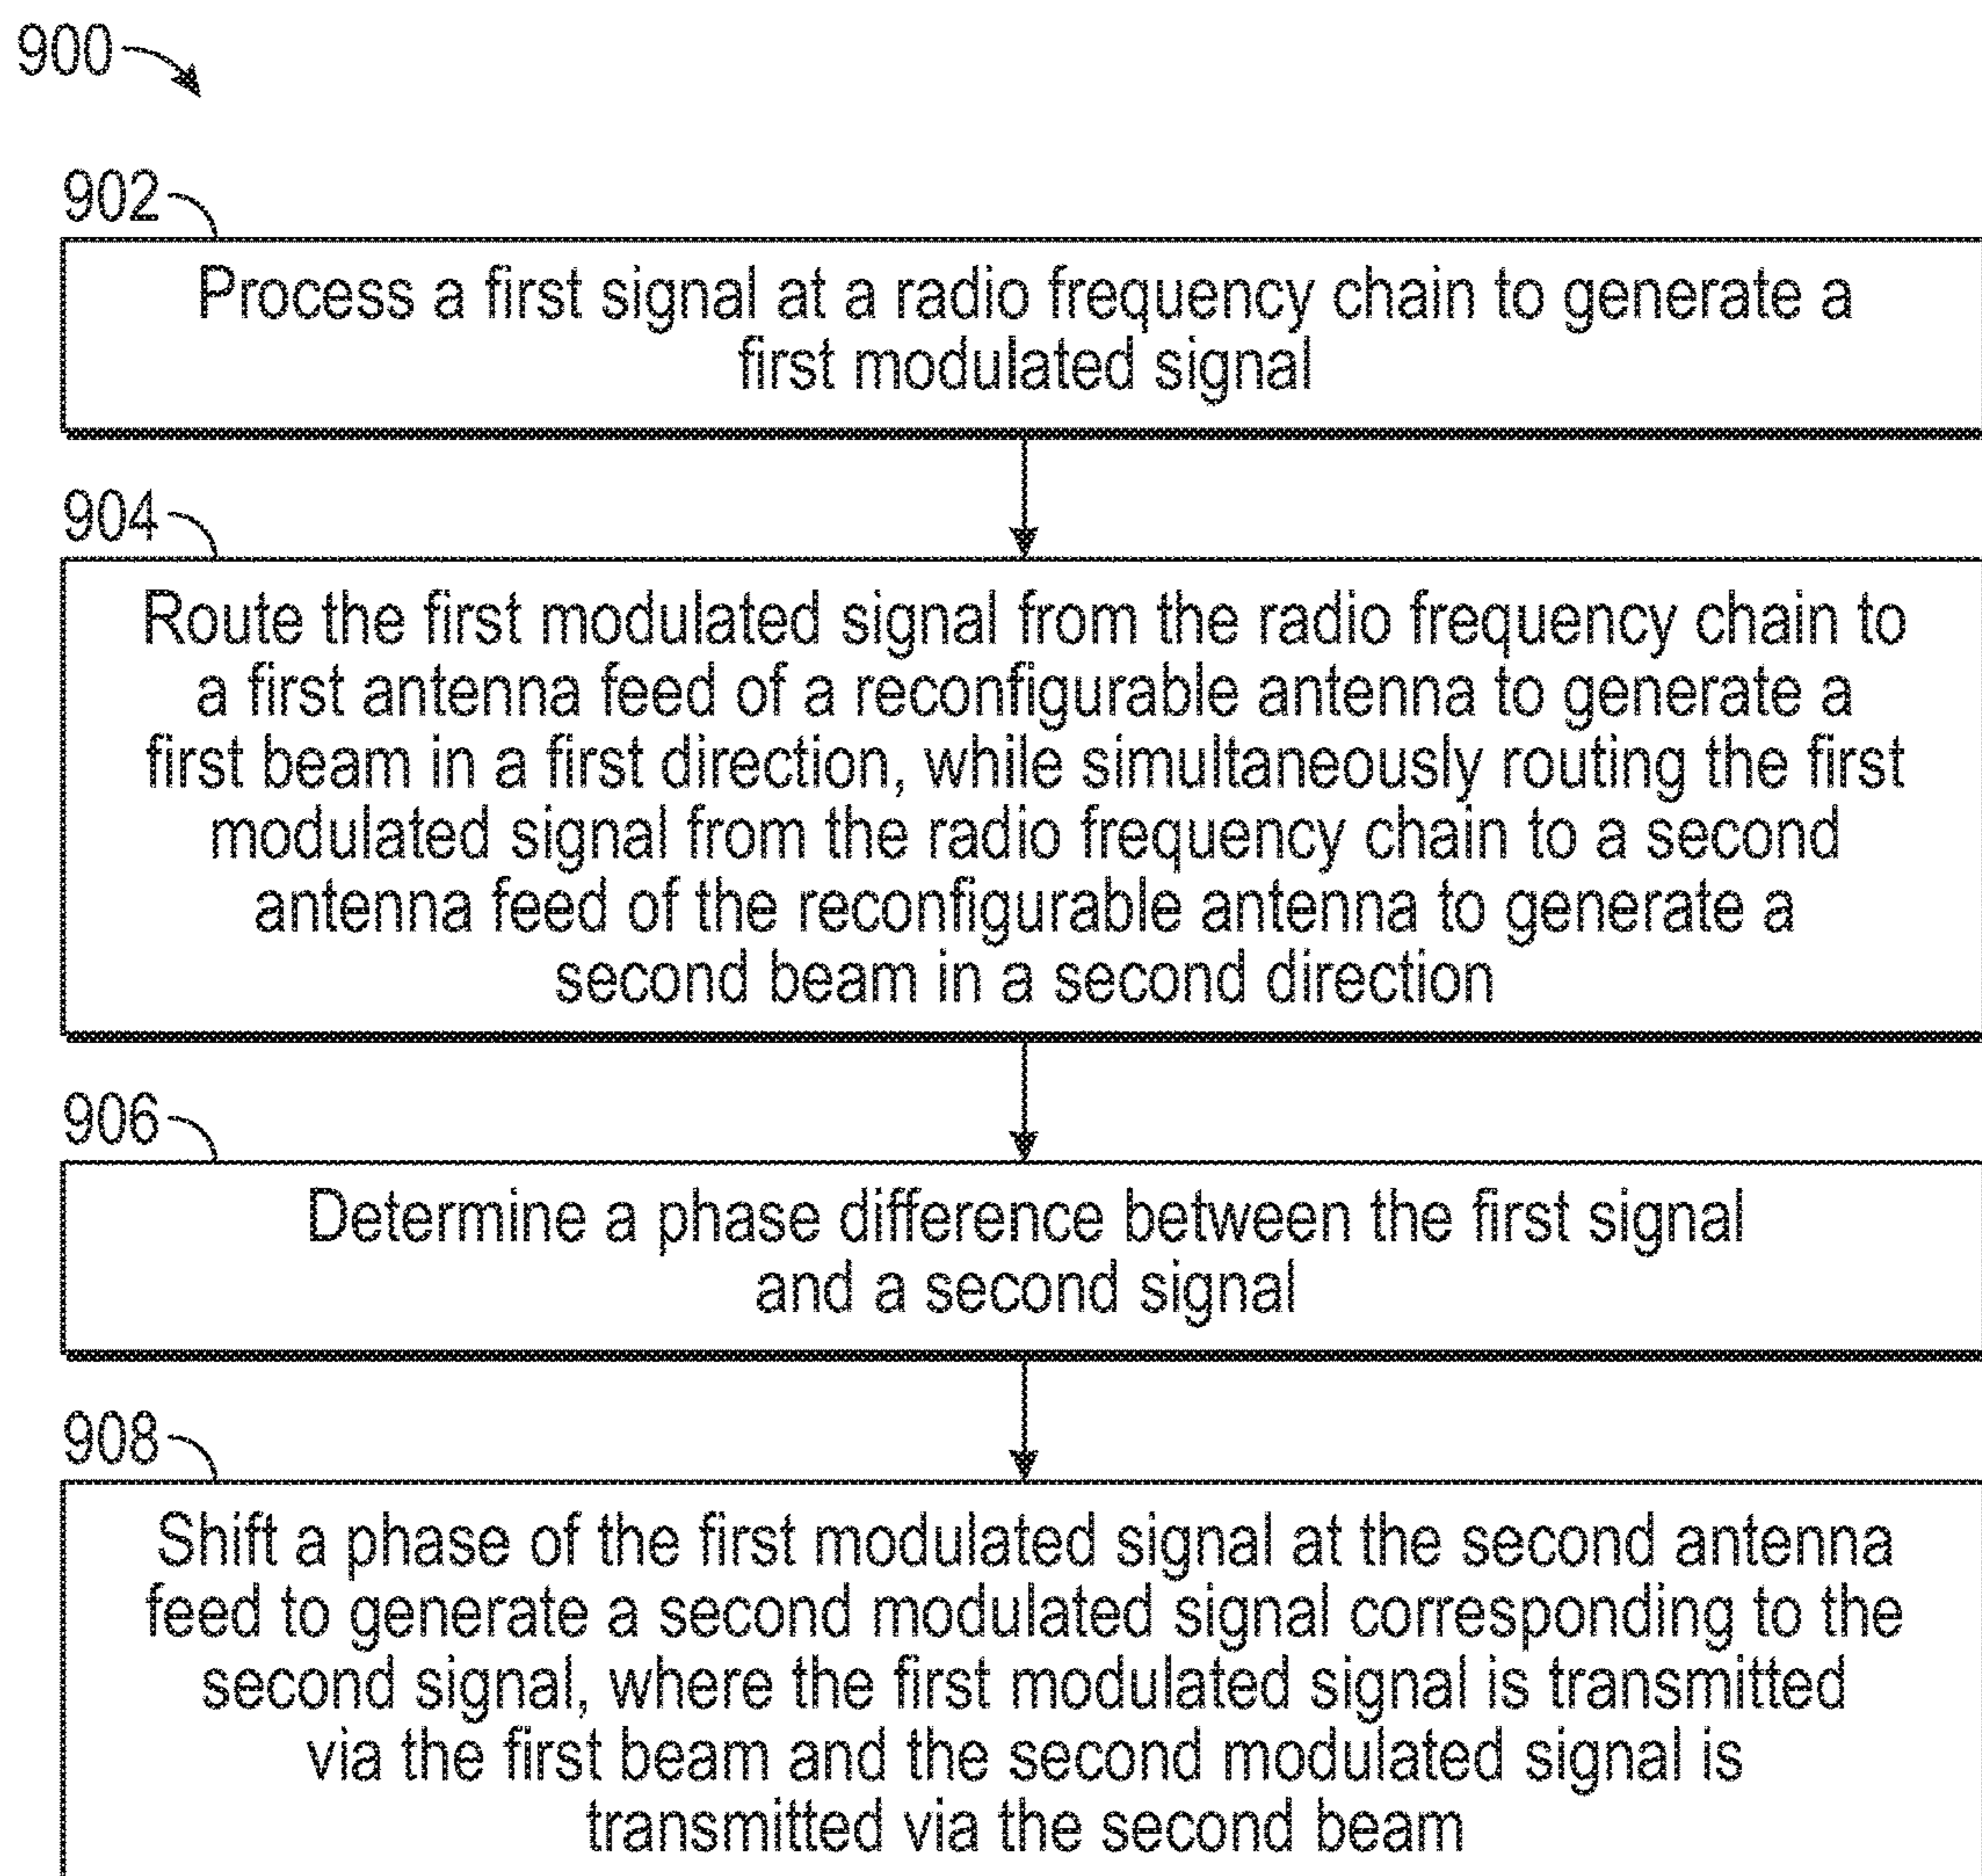 900
902
Process a first signal at a radio frequency chain to generate a
first modulated signal
904
Route the first modulated signal from the radio frequency chain to
a first antenna feed of a reconfigurable antenna to generate a
first beam in a first direction, while simultaneously routing the first
modulated signal from the radio frequency chain to a second
antenna feed of the reconfigurable antenna to generate a
second beam in a second direction
906
Determine a phase difference between the first signal
and a second signal
908
Shift a phase of the first modulated signal at the second antenna
feed to generate a second modulated signal corresponding to the
second signal, where the first modulated signal is transmitted
via the first beam and the second modulated signal is
transmitted via the second beam